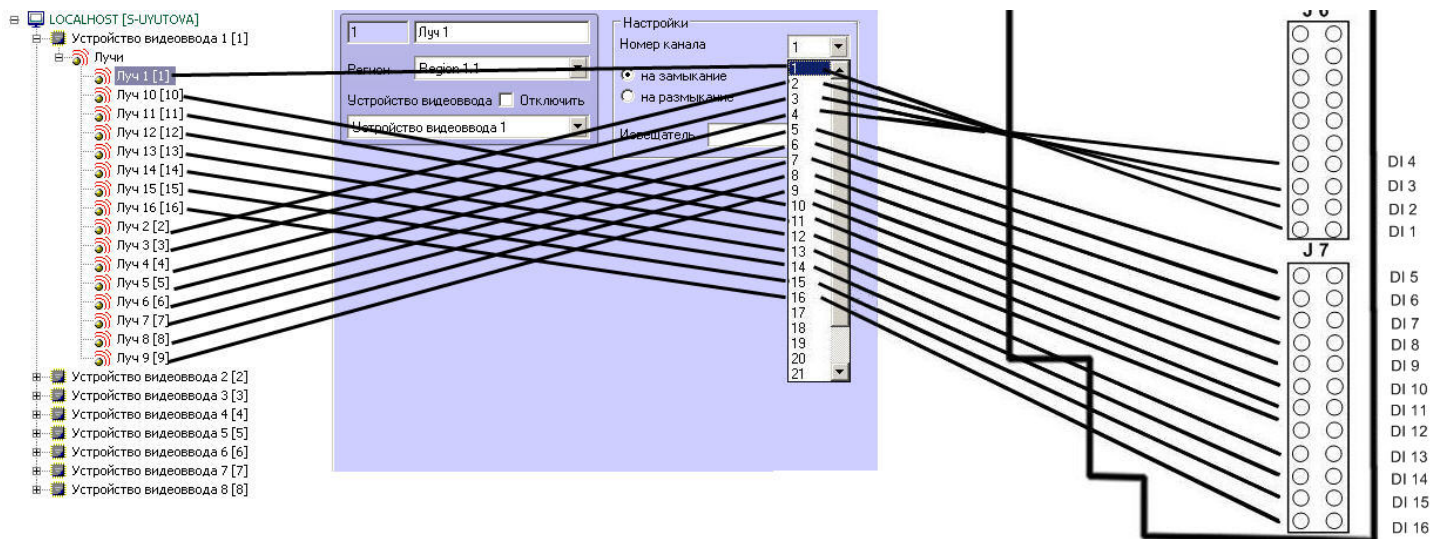 LOCALHOST [S-UYUTOVA]
Устройство видеоввода 1 [1]
Лучи
Луч 1 [1]
Луч 10 [10]
Луч 11 [11]
Луч 12 [12]
Луч 13 [13]
Луч 14 [14]
Луч 15 [15]
Луч 16 [16]
Луч 2 [2]
Луч 3 [3]
Луч 4 [4]
Луч 5 [5]
Луч 6 [6]
Луч 7 [7]
Луч 8 [8]
Луч 9 [9]
Устройство видеоввода 2 [2]
Устройство видеоввода 3 [3]
Устройство видеоввода 4 [4]
Устройство видеоввода 5 [5]
Устройство видеоввода 6 [6]
Устройство видеоввода 7 [7]
Устройство видеоввода 8 [8]
1
Луч 1
Регион
Region 1.1
Устройство видеоввода
Отключить
Устройство видеоввода 1
Настройки
Номер канала
1
на замыкание
на размыкание
Извещатель
1
2
3
4
5
6
7
8
9
10
11
12
13
14
15
16
17
18
19
20
21
J 6
DI 4
DI 3
DI 2
DI 1
J 7
DI 5
DI 6
DI 7
DI 8
DI 9
DI 10
DI 11
DI 12
DI 13
DI 14
DI 15
DI 16